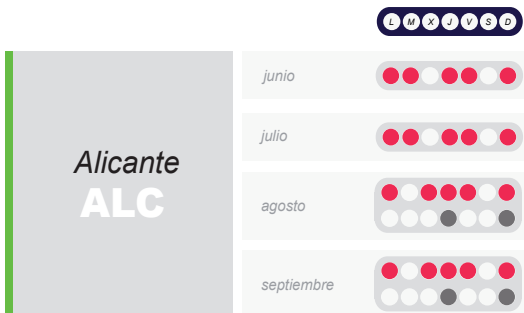 L M X J V S D
junio
julio
Alicante
ALC
agosto
septiembre